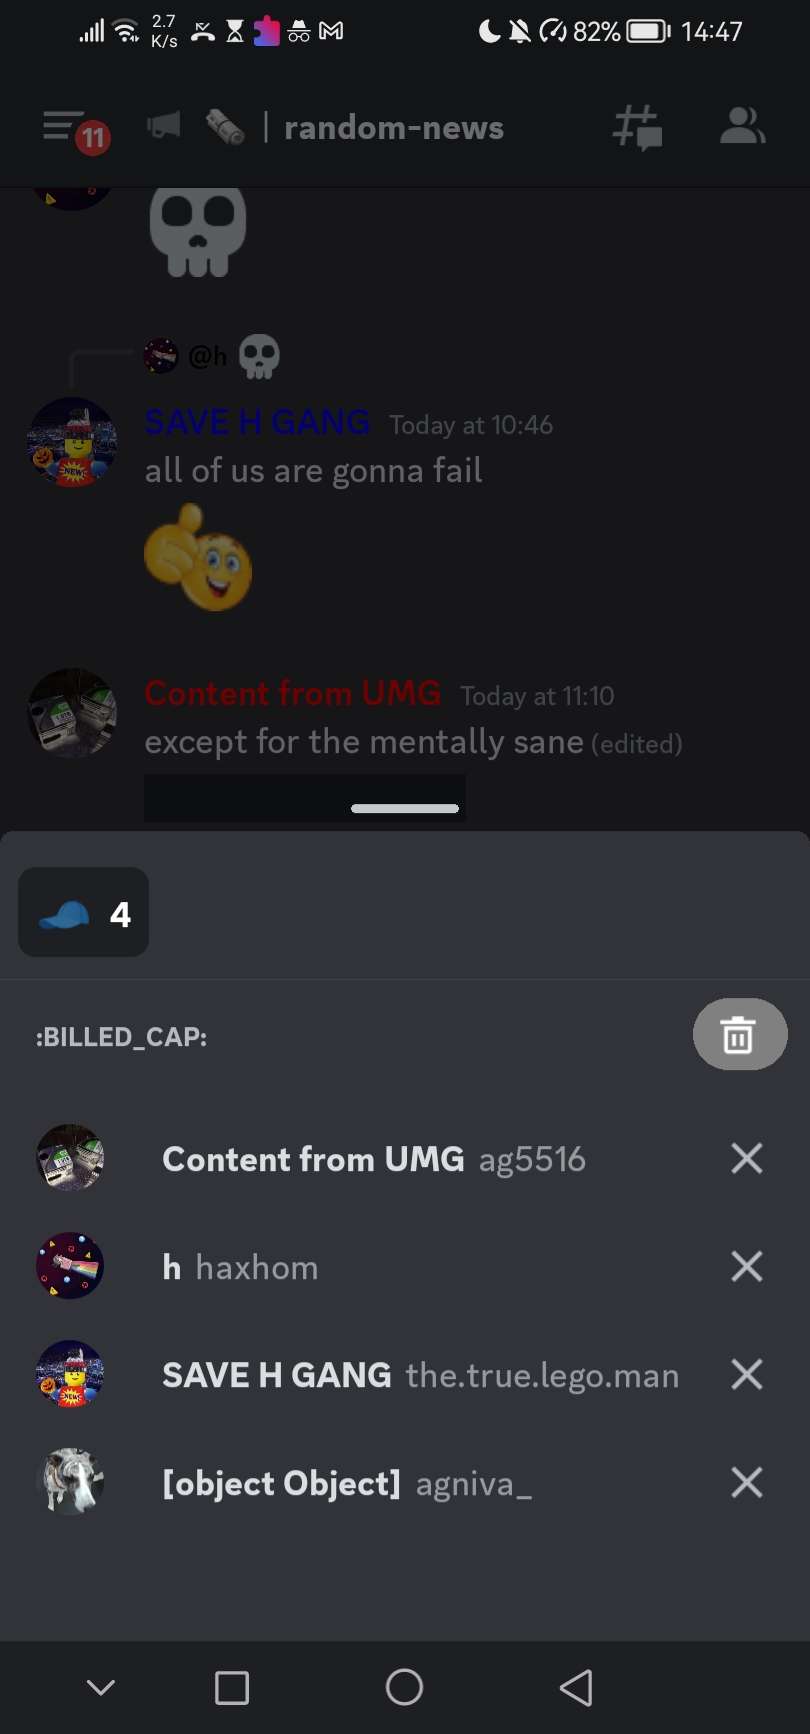 2.7
K/s
82%
14:47
11
| random-news
@h
SAVE H GANG Today at 10:46
NEW!
all of us are gonna fail
Content from UMG Today at 11:10
except for the mentally sane (edited)
4
:BILLED_CAP:
Content from UMG ag5516
h haxhom
SAVE H GANG the.true.lego.man
NEW!
[object Object] agniva_